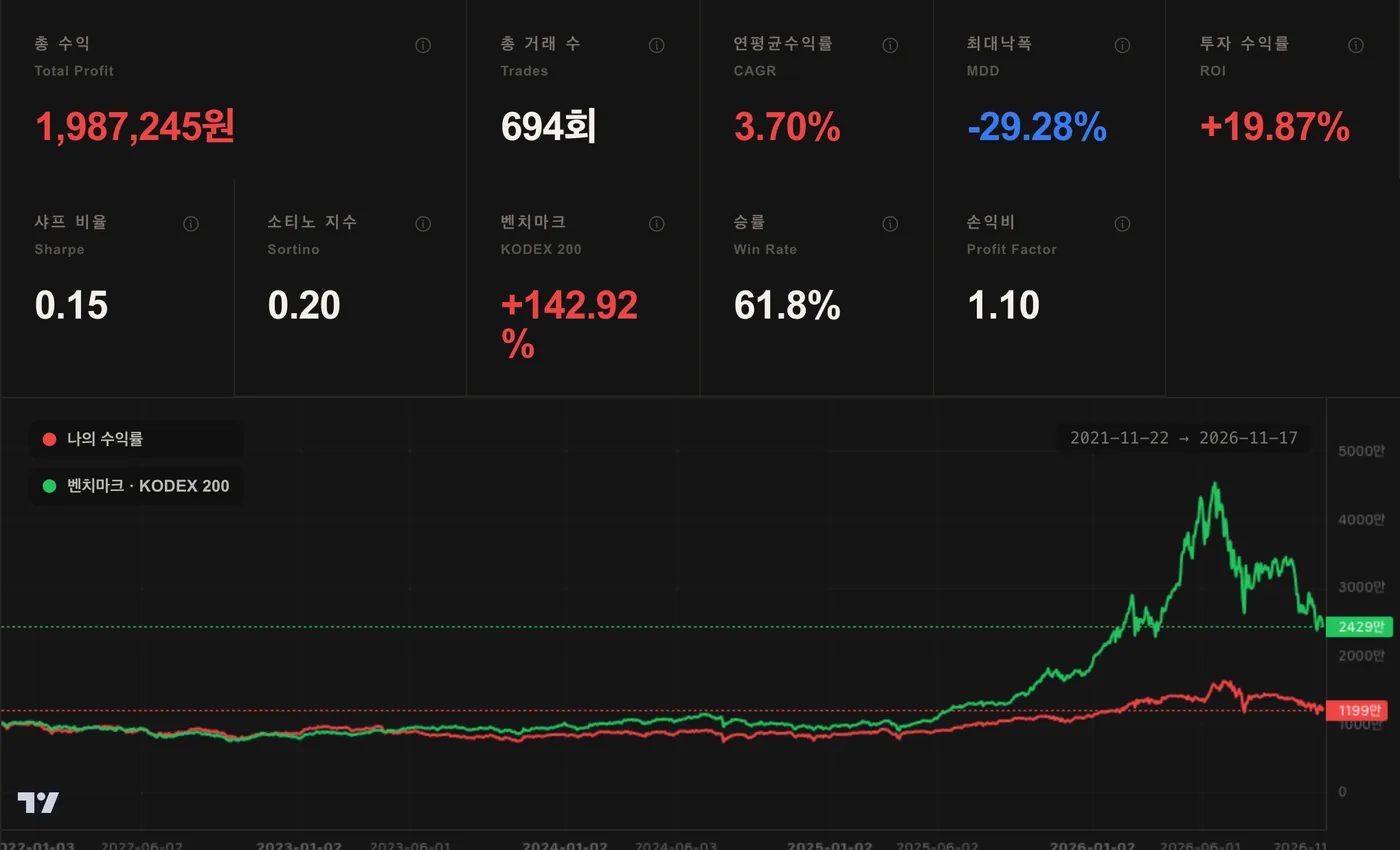 총 수익
Total Profit
1,987,245원
총 거래 수
Trades
694회
연평균수익률
CAGR
3.70%
최대낙폭
MDD
-29.28%
투자 수익률
ROI
+19.87%
샤프 비율
Sharpe
0.15
소티노 지수
Sortino
0.20
벤치마크
KODEX 200
+142.92
%
승률
Win Rate
61.8%
손익비
Profit Factor
1.10
나의 수익률
벤치마크 · KODEX 200
2021-11-22 → 2026-11-17
5000만
4000만
3000만
2429만
2000만
1199만
1000만
0
22-01-03 2022-06-02 2023-01-02 2023-06-01 2024-01-02 2024-06-03 2025-01-02 2025-06-02 2026-01-02 2026-06-01 2026-11